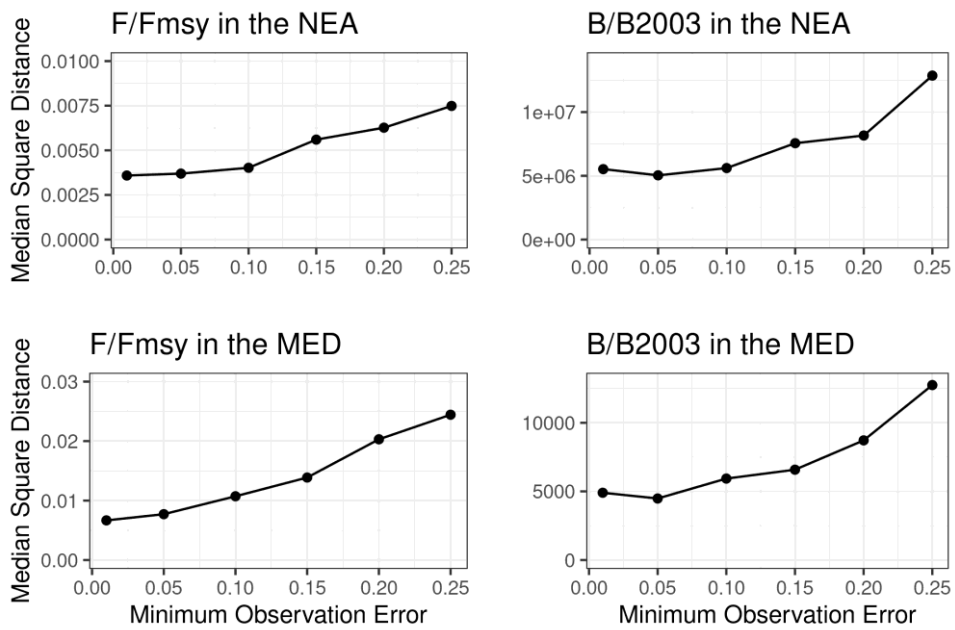 F/Fmsy in the NEA
B/B2003 in the NEA
Median Square Distance
0.0100
0.0075
0.0050
0.0025
0.0000
0.00 0.05 0.10 0.15 0.20 0.25
1e+07
5e+06
0e+00
0.00 0.05 0.10 0.15 0.20 0.25
F/Fmsy in the MED
B/B2003 in the MED
Median Square Distance
0.03
0.02
0.01
0.00
0.00 0.05 0.10 0.15 0.20 0.25
Minimum Observation Error
10000
5000
0
0.00 0.05 0.10 0.15 0.20 0.25
Minimum Observation Error